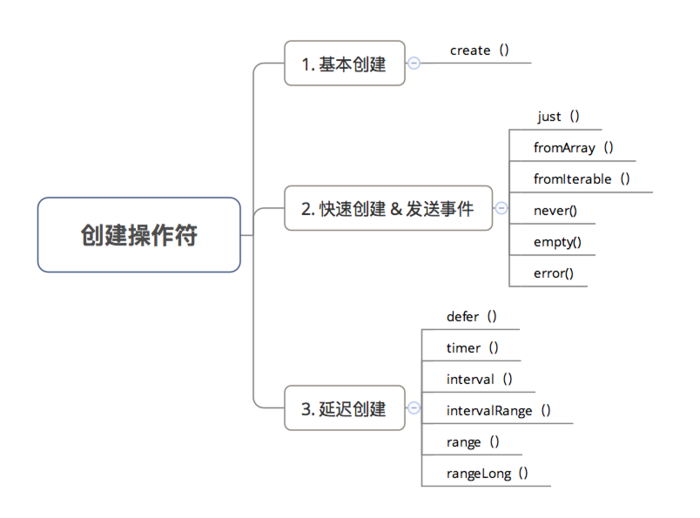 创建操作符
1. 基本创建
create（）
2. 快速创建 & 发送事件
just（）
fromArray（）
fromIterable（）
never()
empty()
error()
3. 延迟创建
defer（）
timer（）
interval（）
intervalRange（）
range（）
rangeLong（）